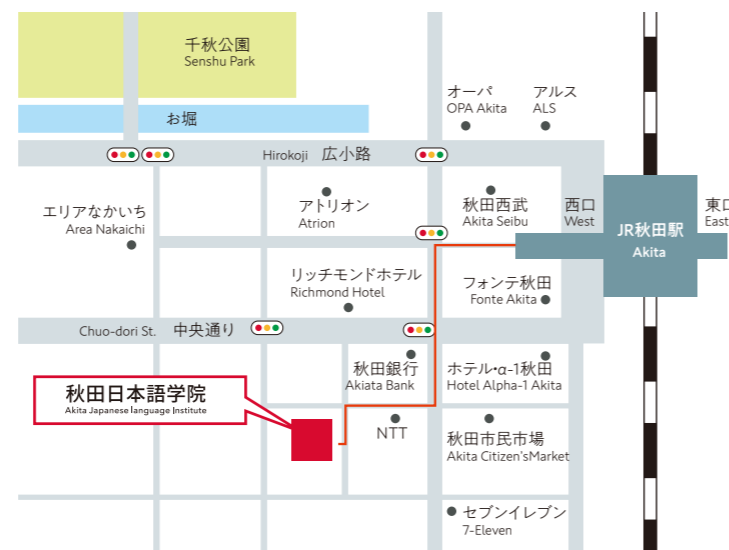 千秋公園
Senshu Park
お堀
オーパ
OPA Akita
アルス
ALS
Hirokoji 広小路
エリアなかいち
Area Nakaichi
アトリオン
Atrion
秋田西武
Akita Seibu
西口
West
JR秋田駅
Akita
東口
East
リッチモンドホテル
Richmond Hotel
フォンテ秋田
Fonte Akita
Chuo-dori St. 中央通り
秋田銀行
Akiata Bank
ホテル・α-1秋田
Hotel Alpha-1 Akita
秋田日本語学院
Akita Japanese language Institute
NTT
秋田市民市場
Akita Citizen'sMarket
セブンイレブン
7-Eleven